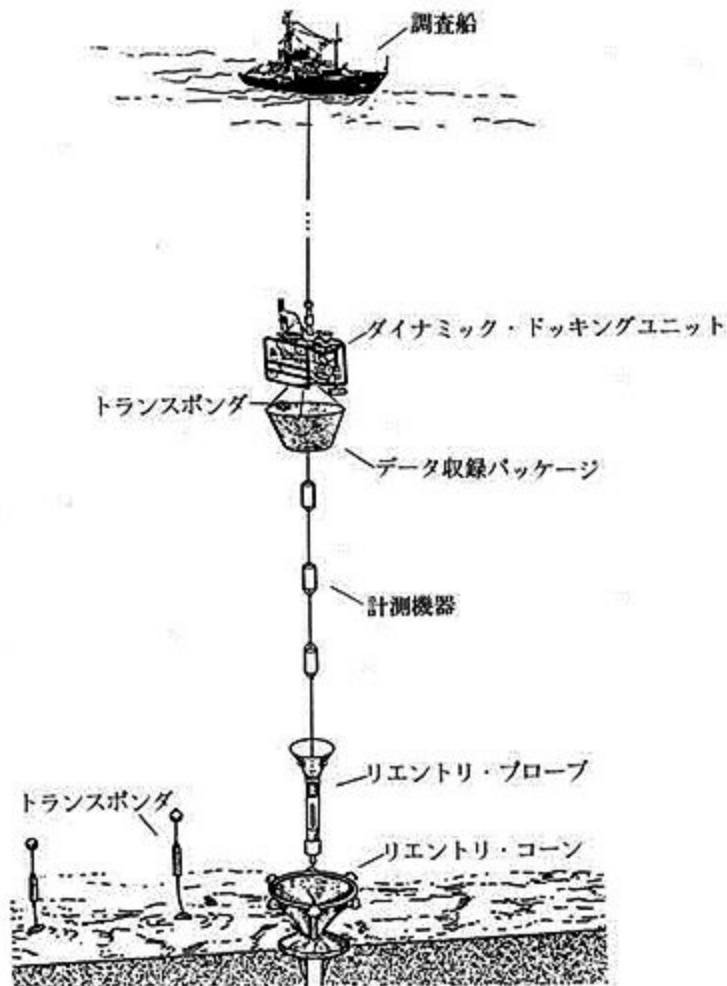 調査船
ダイナミック・ドッキングユニット
トランスポンダ
データ収録パッケージ
計測機器
リエントリ・プローブ
トランスポンダ
リエントリ・コーン